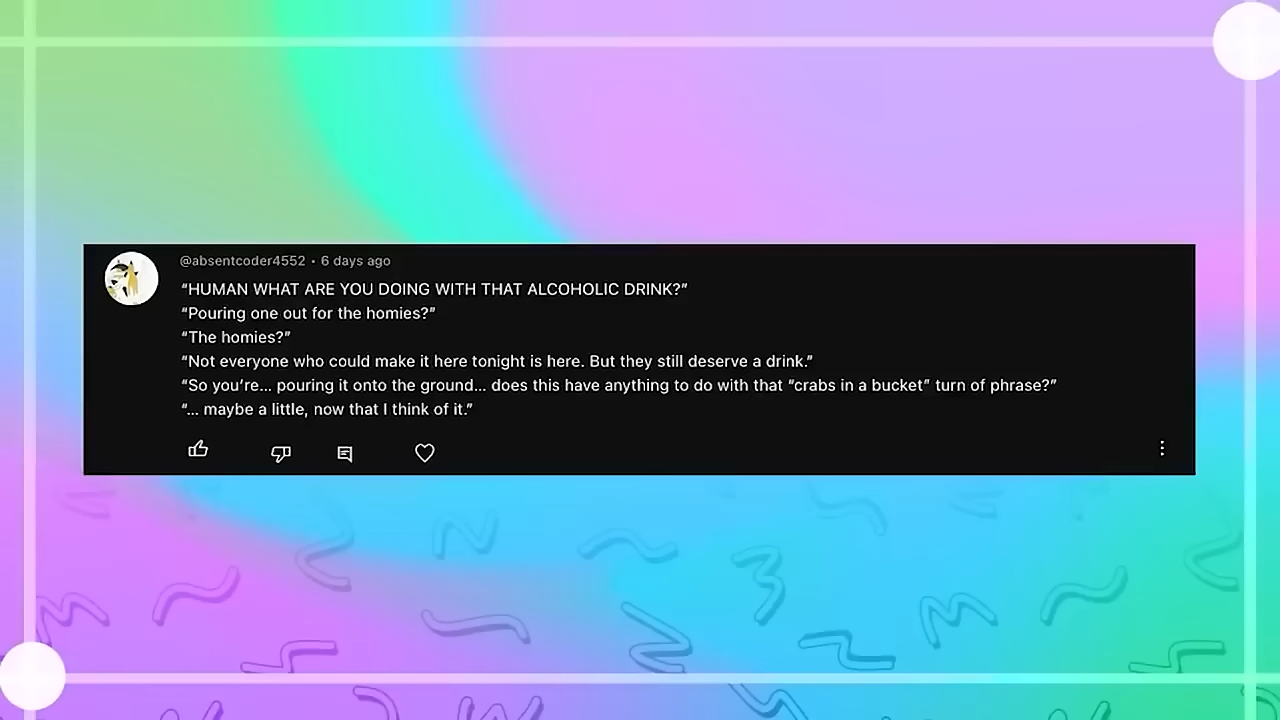 @absentcoder4552 • 6 days ago
“HUMAN WHAT ARE YOU DOING WITH THAT ALCOHOLIC DRINK?”
“Pouring one out for the homies?”
“The homies?”
“Not everyone who could make it here tonight is here. But they still deserve a drink.”
“So you’re... pouring it onto the ground... does this have anything to do with that “crabs in a bucket” turn of phrase?”
“... maybe a little, now that I think of it.”